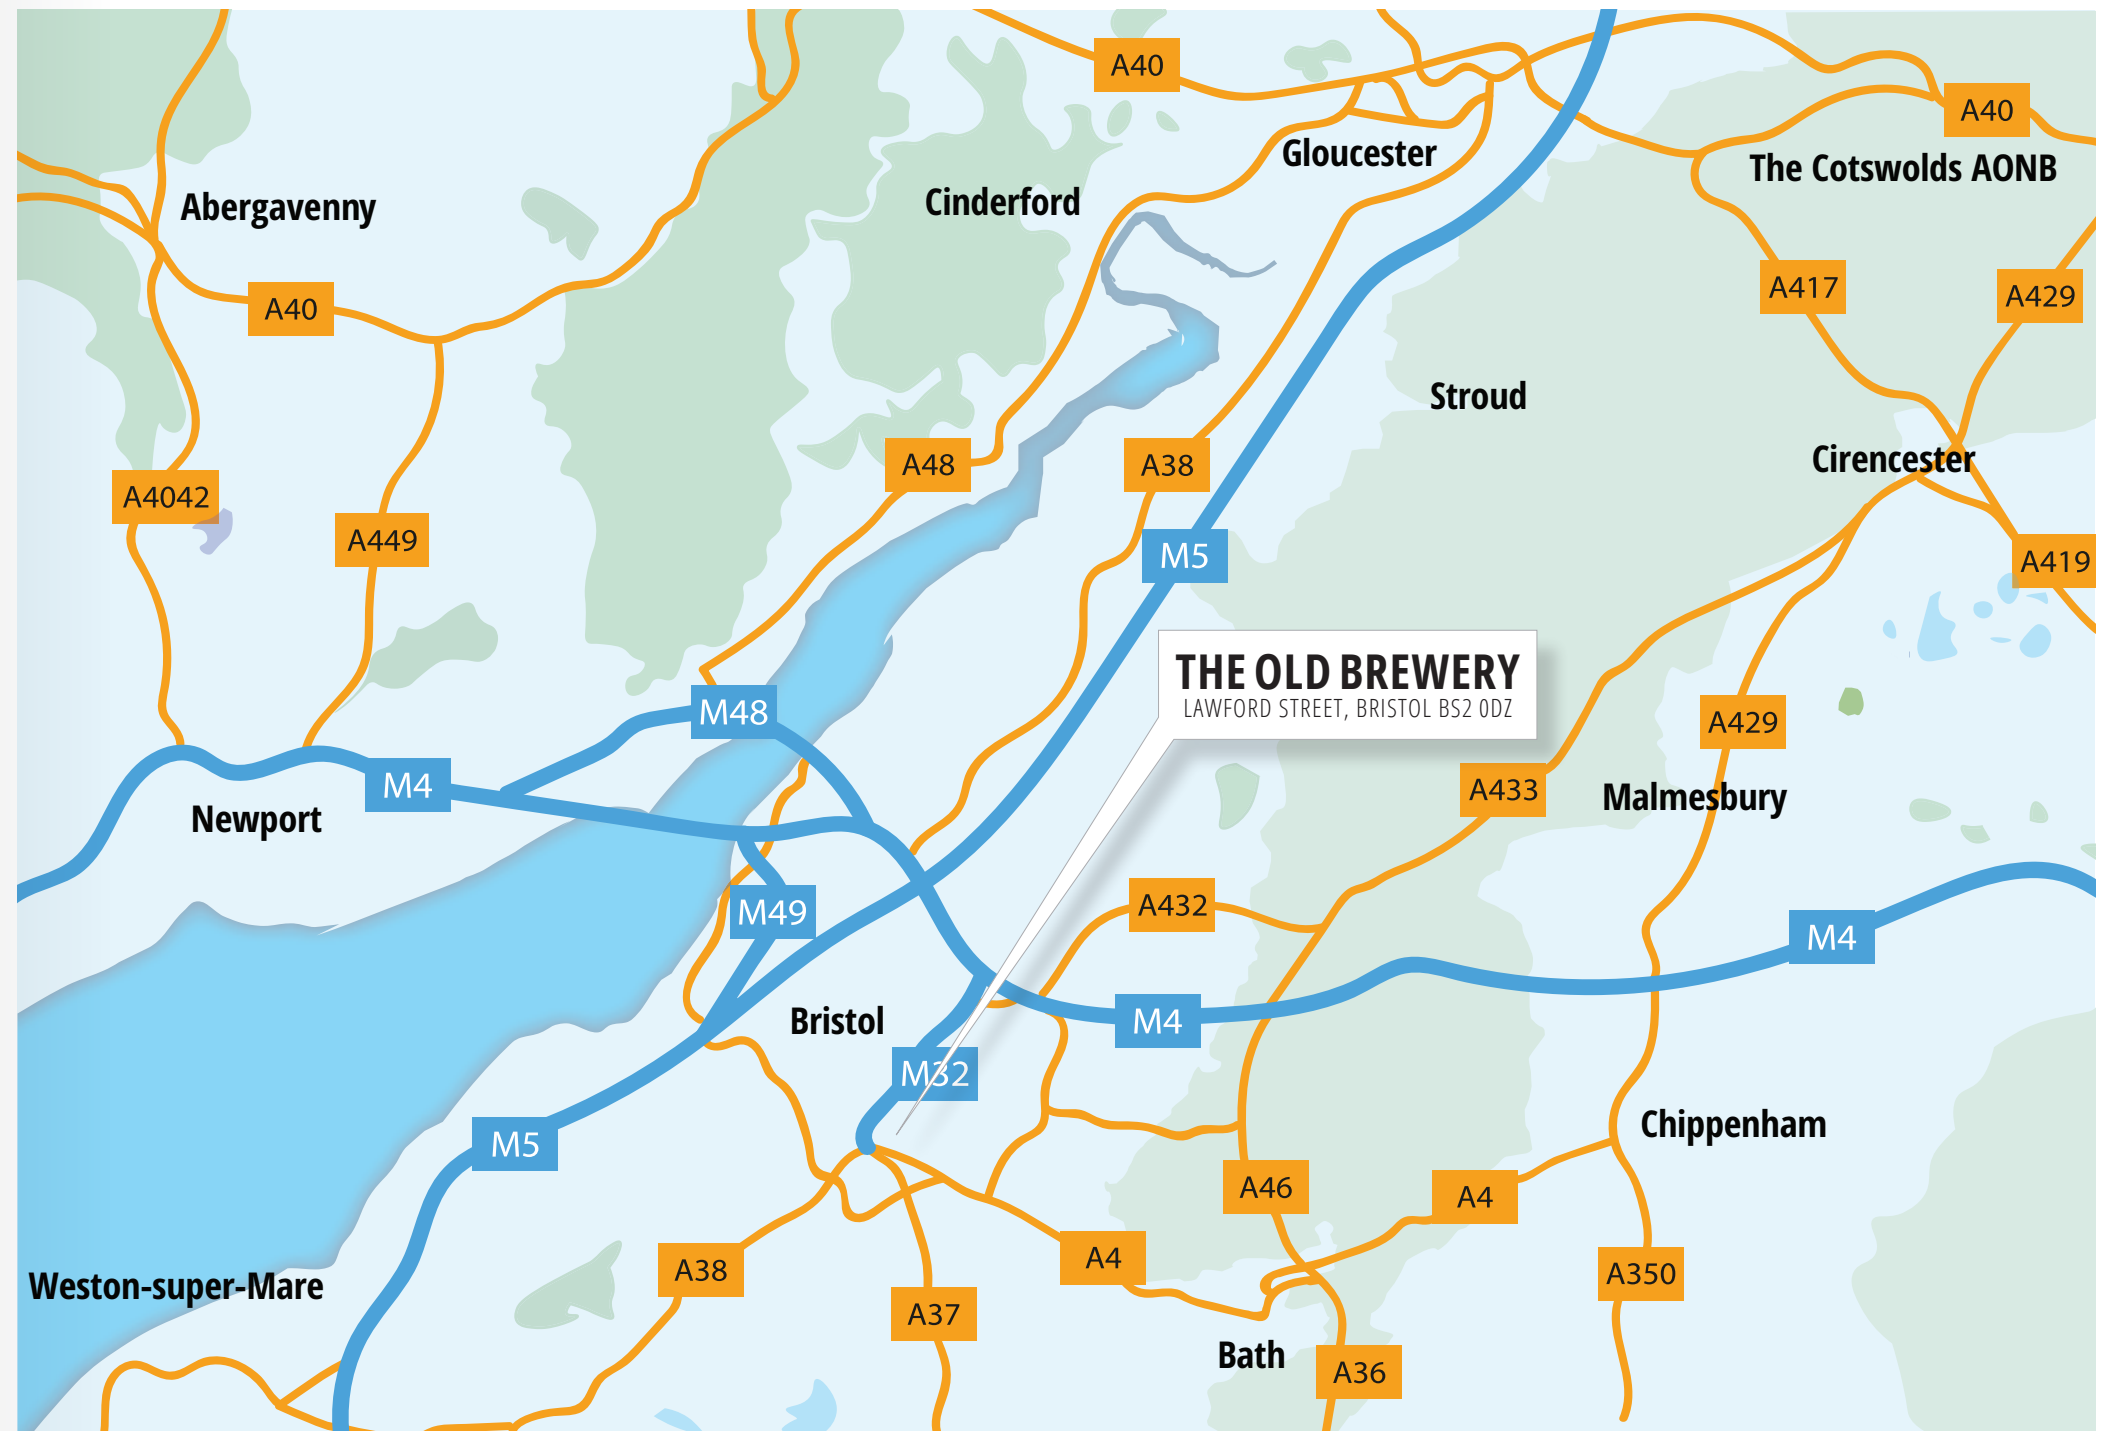 A40
A40
Gloucester
The Cotswolds AONB
Abergavenny
Cinderford
A417
A429
A40
Stroud
Cirencester
A48
A38
A4042
A449
M5
A419
THE OLD BREWERY
LAWFORD STREET, BRISTOL BS2 0DZ
M48
A429
M4
A433
Malmesbury
Newport
A432
M49
M4
Bristol
M4
M32
Chippenham
M5
A46
A4
A4
A38
A350
Weston-super-Mare
A37
Bath
A36